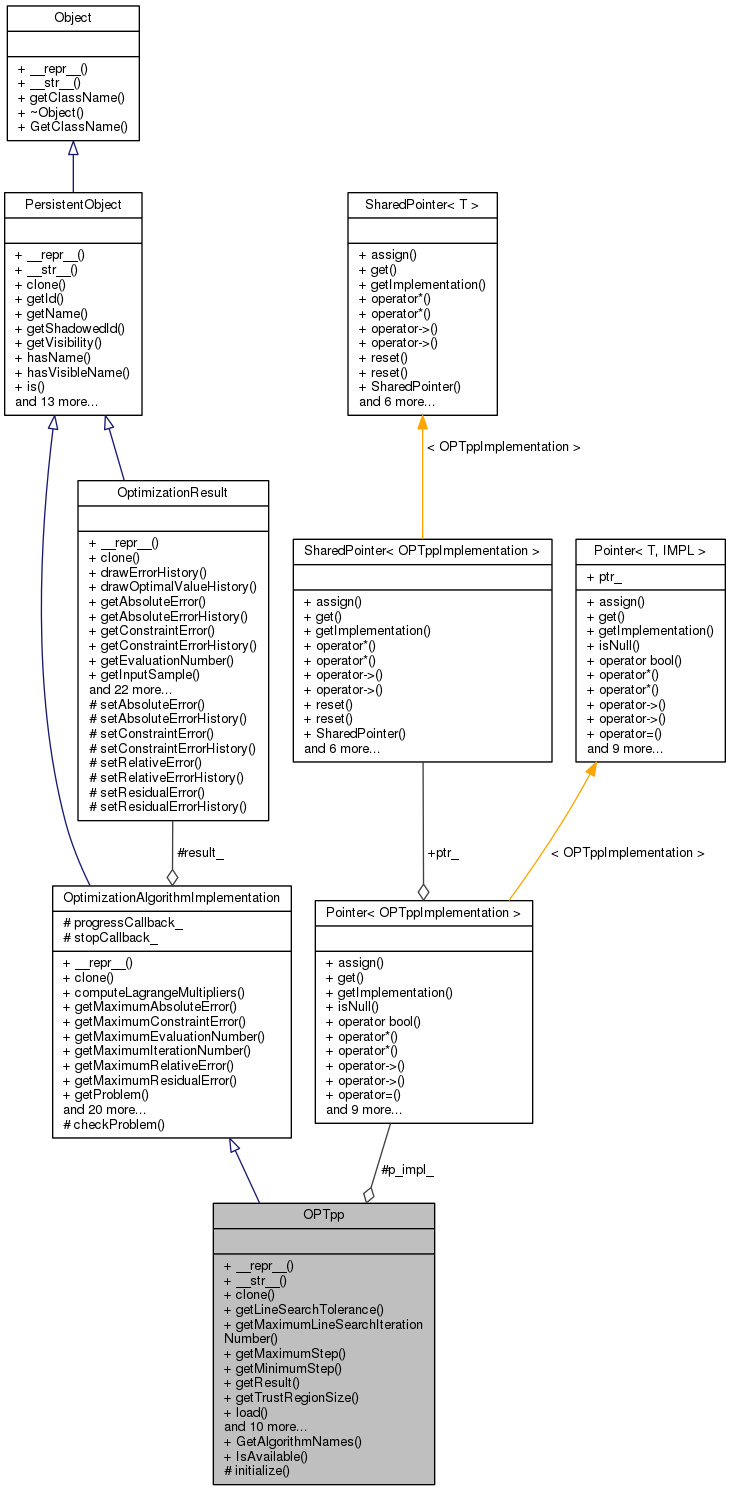 Object
+ __repr__()
+ __str__()
+ getClassName()
+ ~Object()
+ GetClassName()
PersistentObject
+ __repr__()
+ __str__()
+ clone()
+ getId()
+ getName()
+ getShadowedId()
+ getVisibility()
+ hasName()
+ hasVisibleName()
+ is()
and 13 more...
SharedPointer< T >
+ assign()
+ get()
+ getImplementation()
+ operator*()
+ operator*()
+ operator->()
+ operator->()
+ reset()
+ reset()
+ SharedPointer()
and 6 more...
< OPTppImplementation >
OptimizationResult
+ __repr__()
+ clone()
+ drawErrorHistory()
+ drawOptimalValueHistory()
+ getAbsoluteError()
+ getAbsoluteErrorHistory()
+ getConstraintError()
+ getConstraintErrorHistory()
+ getEvaluationNumber()
+ getInputSample()
and 22 more...
# setAbsoluteError()
# setAbsoluteErrorHistory()
# setConstraintError()
# setConstraintErrorHistory()
# setRelativeError()
# setRelativeErrorHistory()
# setResidualError()
# setResidualErrorHistory()
SharedPointer< OPTppImplementation >
+ assign()
+ get()
+ getImplementation()
+ operator*()
+ operator*()
+ operator->()
+ operator->()
+ reset()
+ reset()
+ SharedPointer()
and 6 more...
Pointer< T, IMPL >
+ ptr_
+ assign()
+ get()
+ getImplementation()
+ isNull()
+ operator bool()
+ operator*()
+ operator*()
+ operator->()
+ operator->()
+ operator=()
and 9 more...
#result_
+ptr_
< OPTppImplementation >
OptimizationAlgorithmImplementation
# progressCallback_
# stopCallback_
+ __repr__()
+ clone()
+ computeLagrangeMultipliers()
+ getMaximumAbsoluteError()
+ getMaximumConstraintError()
+ getMaximumEvaluationNumber()
+ getMaximumIterationNumber()
+ getMaximumRelativeError()
+ getMaximumResidualError()
+ getProblem()
and 20 more...
# checkProblem()
Pointer< OPTppImplementation >
+ assign()
+ get()
+ getImplementation()
+ isNull()
+ operator bool()
+ operator*()
+ operator*()
+ operator->()
+ operator->()
+ operator=()
and 9 more...
#p_impl_
OPTpp
+ __repr__()
+ __str__()
+ clone()
+ getLineSearchTolerance()
+ getMaximumLineSearchIteration
Number()
+ getMaximumStep()
+ getMinimumStep()
+ getResult()
+ getTrustRegionSize()
+ load()
and 10 more...
+ GetAlgorithmNames()
+ IsAvailable()
# initialize()